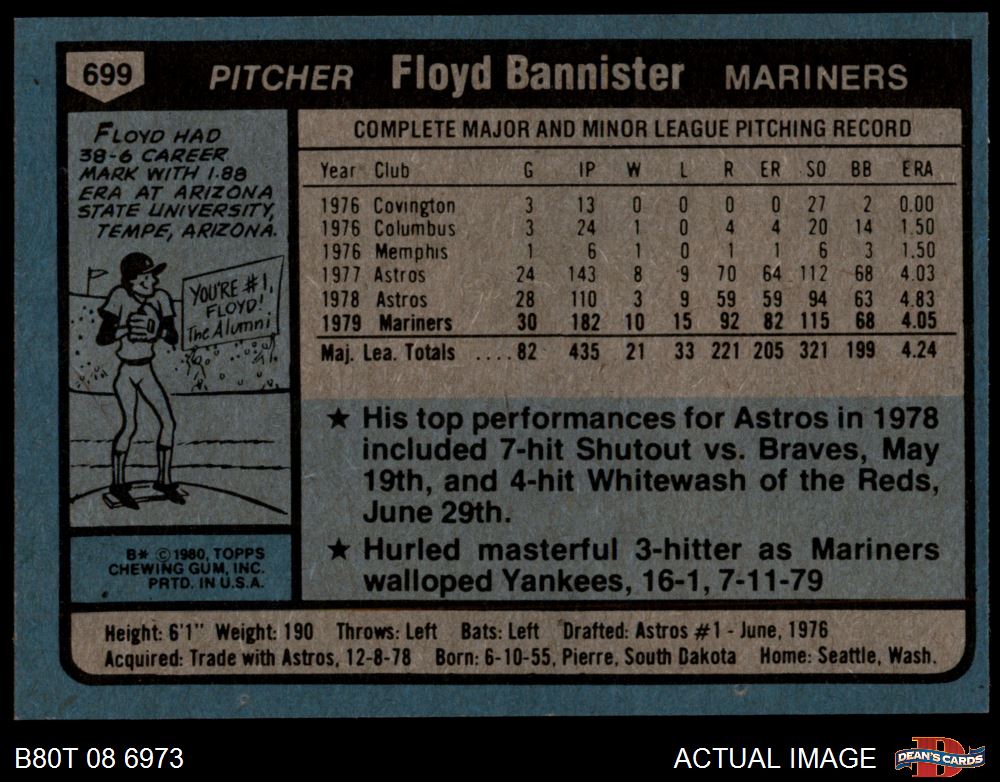 699 PITCHER Floyd Bannister MARINERS
FLOYD HAD
38-6 CAREER
MARK WITH 1.88
ERA AT ARIZONA
STATE UNIVERSITY,
TEMPE, ARIZONA.
YOU'RE #1,
FLOYD!
The Alumni
B* © 1980, TOPPS
CHEWING GUM, INC.
PRTD. IN U.S.A.
COMPLETE MAJOR AND MINOR LEAGUE PITCHING RECORD
Year Club G IP W L R ER SO BB ERA
1976 Covington 3 13 0 0 0 0 27 2 0.00
1976 Columbus 3 24 1 0 4 4 20 14 1.50
1976 Memphis 1 6 1 0 1 1 6 3 1.50
1977 Astros 24 143 8 9 70 64 112 68 4.03
1978 Astros 28 110 3 9 59 59 94 63 4.83
1979 Mariners 30 182 10 15 92 82 115 68 4.05
Maj. Lea. Totals ....82 435 21 33 221 205 321 199 4.24
★ His top performances for Astros in 1978
included 7-hit Shutout vs. Braves, May
19th, and 4-hit Whitewash of the Reds,
June 29th.
★ Hurled masterful 3-hitter as Mariners
walloped Yankees, 16-1, 7-11-79
Height: 6'1" Weight: 190 Throws: Left Bats: Left Drafted: Astros #1 - June, 1976
Acquired: Trade with Astros, 12-8-78 Born: 6-10-55, Pierre, South Dakota Home: Seattle, Wash.
B80T 08 6973 ACTUAL IMAGE D DEAN'S CARDS